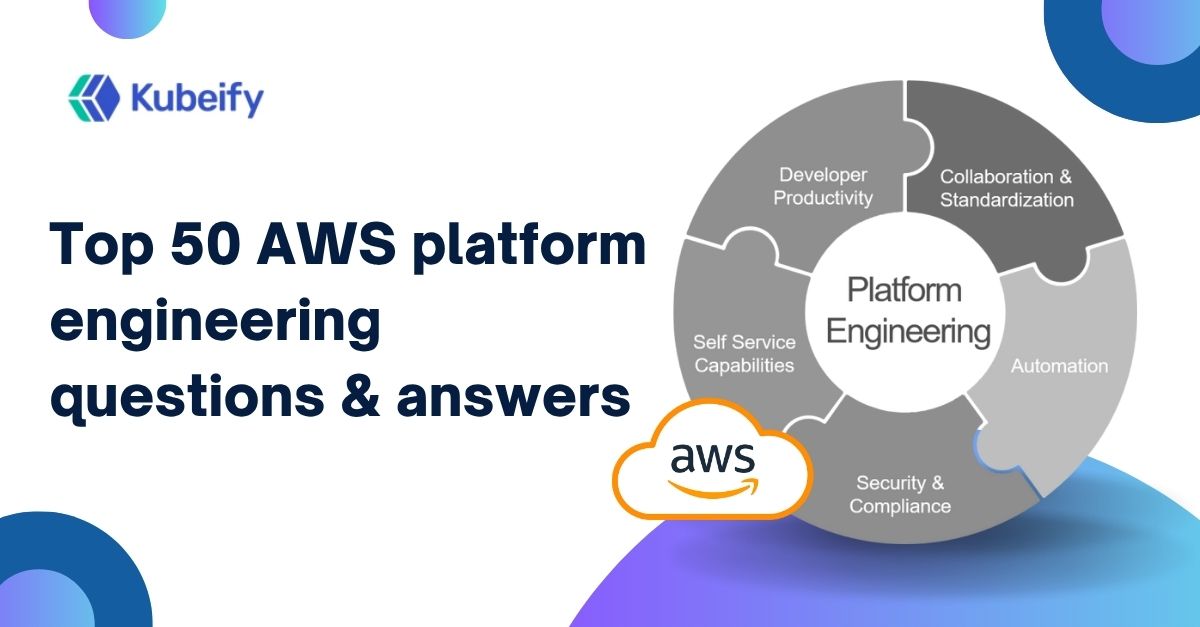 Kubeify
Top 50 AWS platform
engineering
questions & answers
Developer
Productivity
Collaboration &
Standardization
Platform
Engineering
Self Service
Capabilities
Automation
aws
Security &
Compliance